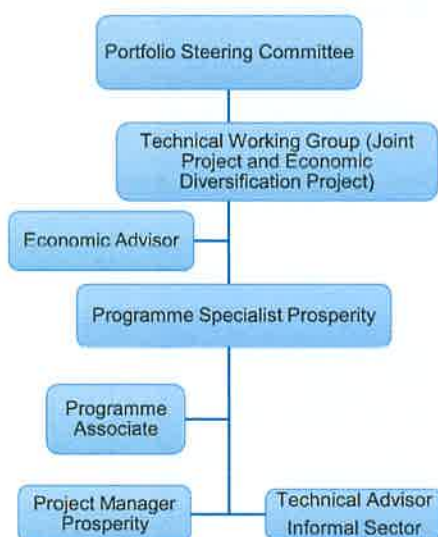 Portfolio Steering Committee
Technical Working Group (Joint
Project and Economic
Diversification Project)
Economic Advisor
Programme Specialist Prosperity
Programme
Associate
Project Manager
Prosperity
Technical Advisor
Informal Sector